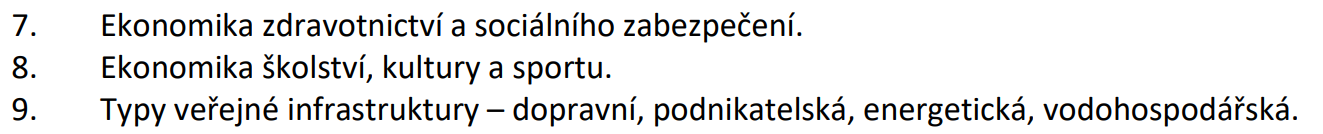 7. Ekonomika zdravotnictví a sociálního zabezpečení.
8. Ekonomika školství, kultury a sportu.
9. Typy veřejné infrastruktury – dopravní, podnikatelská, energetická, vodohospodářská.